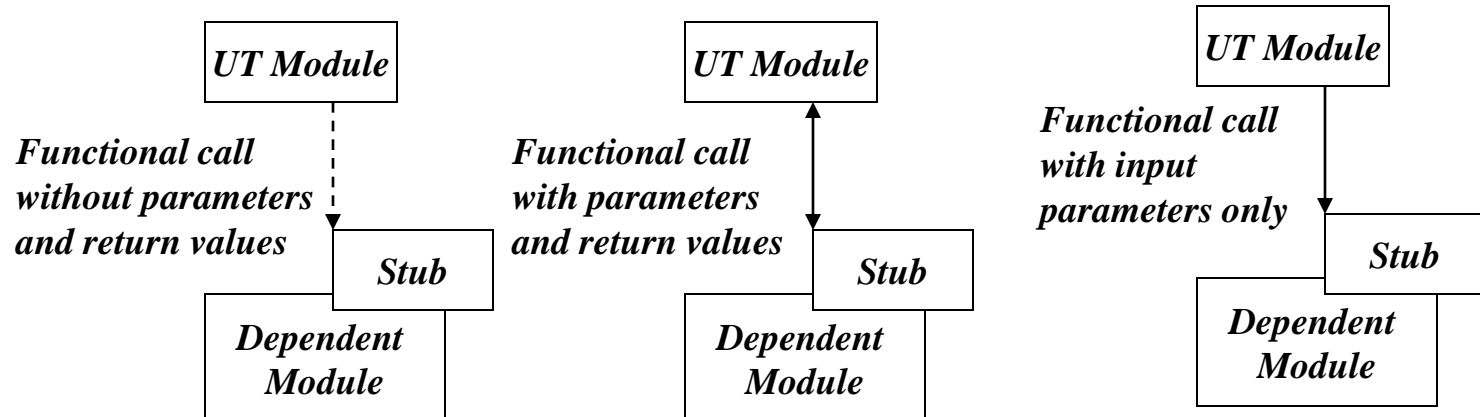 UT Module
Functional call
without parameters
and return values
Stub
Dependent
Module
UT Module
Functional call
with parameters
and return values
Stub
Dependent
Module
UT Module
Functional call
with input
parameters only
Stub
Dependent
Module